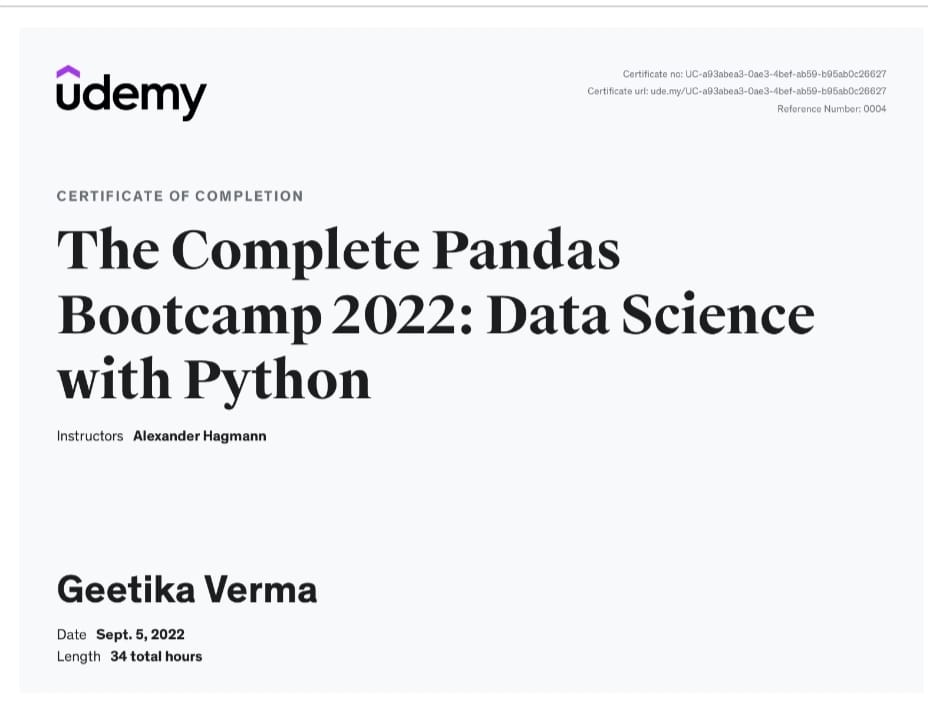 udemy
Certificate no: UC-a93abea3-0ae3-4bef-ab59-b95ab0c26627
Certificate url: ude.my/UC-a93abea3-0ae3-4bef-ab59-b95ab0c26627
Reference Number: 0004
CERTIFICATE OF COMPLETION
The Complete Pandas
Bootcamp 2022: Data Science
with Python
Instructors Alexander Hagmann
Geetika Verma
Date Sept. 5, 2022
Length 34 total hours